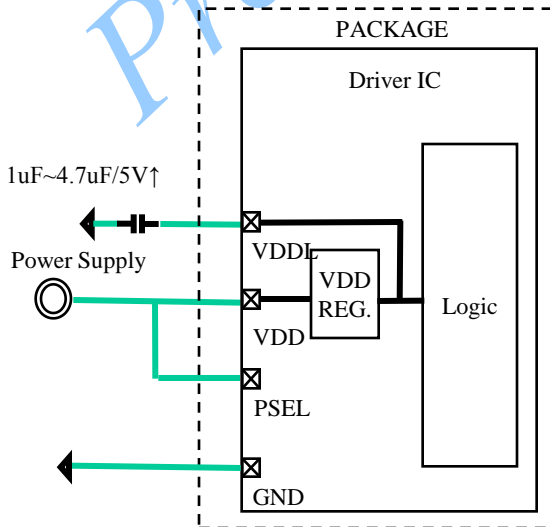 PACKAGE
Driver IC
1uF~4.7uF/5V↑
VDDL
Power Supply
VDD
REG.
Logic
VDD
PSEL
GND